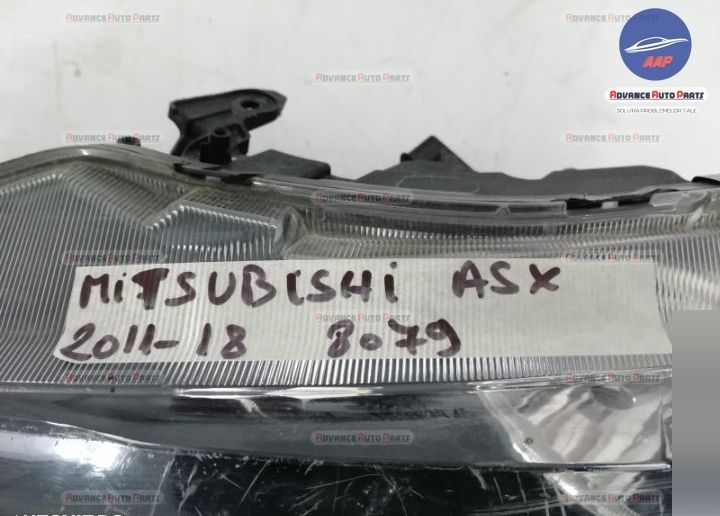 AAP
ADVANCE AUTO PARTS
SOLUTIA PROBLEMELOR TALE
MiTSUBISHi ASX
2011-18 8079